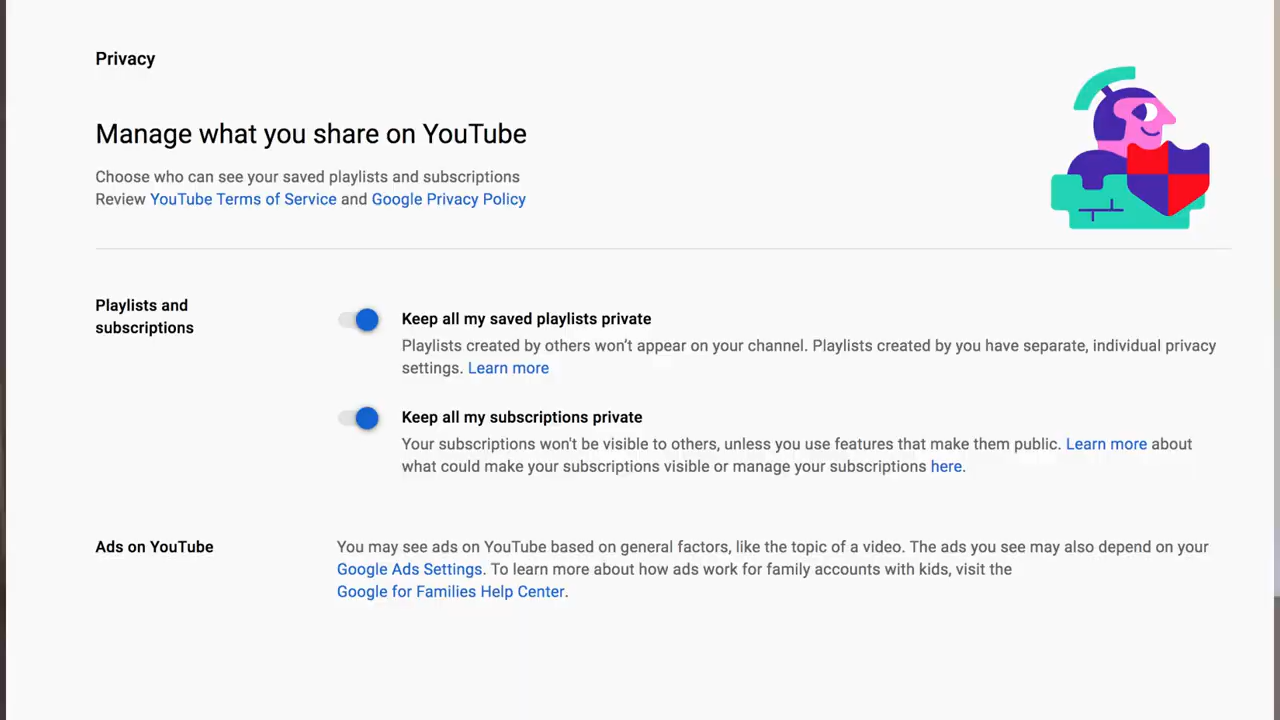 Privacy
Manage what you share on YouTube
Choose who can see your saved playlists and subscriptions
Review YouTube Terms of Service and Google Privacy Policy
Playlists and
subscriptions
Keep all my saved playlists private
Playlists created by others won’t appear on your channel. Playlists created by you have separate, individual privacy
settings. Learn more
Keep all my subscriptions private
Your subscriptions won't be visible to others, unless you use features that make them public. Learn more about
what could make your subscriptions visible or manage your subscriptions here.
Ads on YouTube
You may see ads on YouTube based on general factors, like the topic of a video. The ads you see may also depend on your
Google Ads Settings. To learn more about how ads work for family accounts with kids, visit the
Google for Families Help Center.